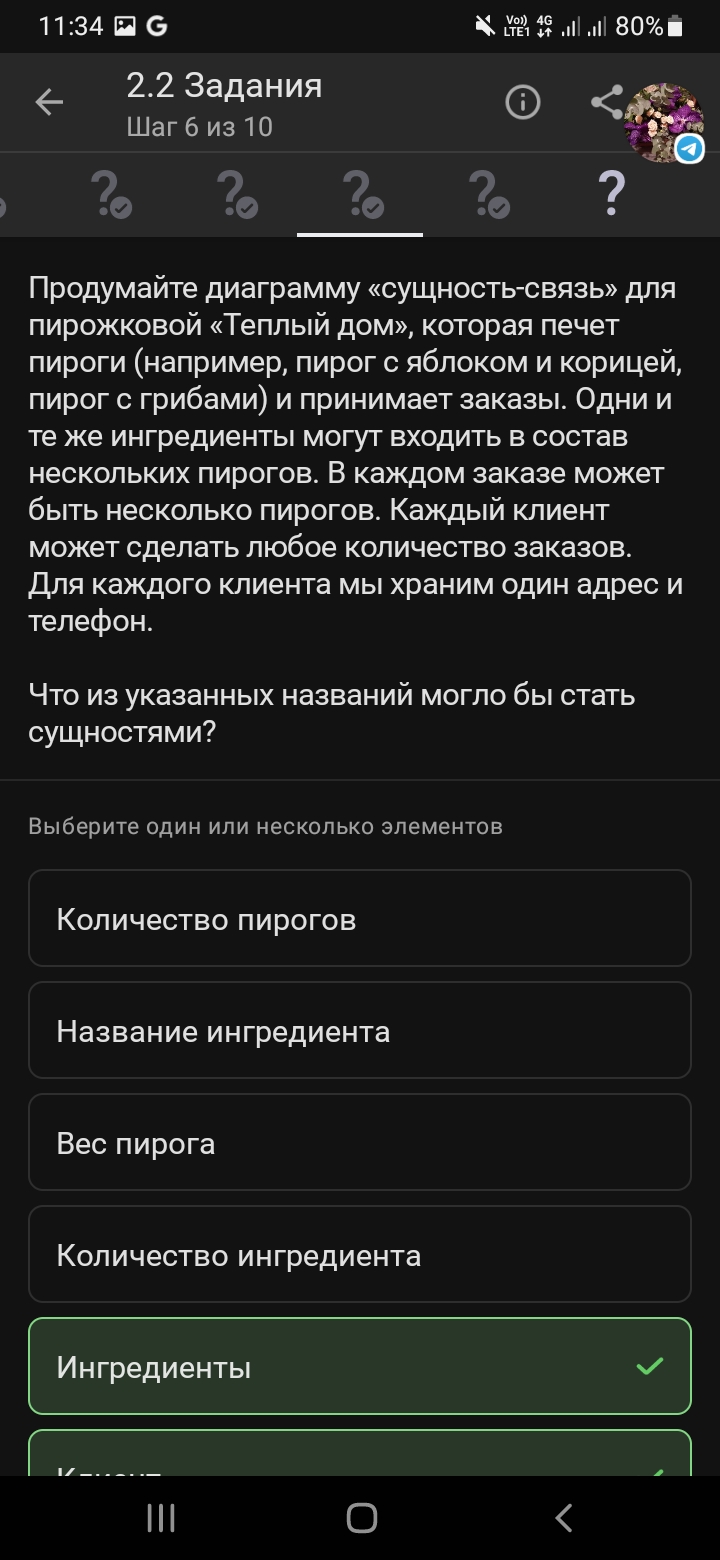 11:34
Vo)) 4G
LTE1
80%
2.2 Задания
Шаг 6 из 10
Продумайте диаграмму «сущность-связь» для
пирожковой «Теплый дом», которая печет
пироги (например, пирог с яблоком и корицей,
пирог с грибами) и принимает заказы. Одни и
те же ингредиенты могут входить в состав
нескольких пирогов. В каждом заказе может
быть несколько пирогов. Каждый клиент
может сделать любое количество заказов.
Для каждого клиента мы храним один адрес и
телефон.
Что из указанных названий могло бы стать
сущностями?
Выберите один или несколько элементов
Количество пирогов
Название ингредиента
Вес пирога
Количество ингредиента
Ингредиенты
Клиент